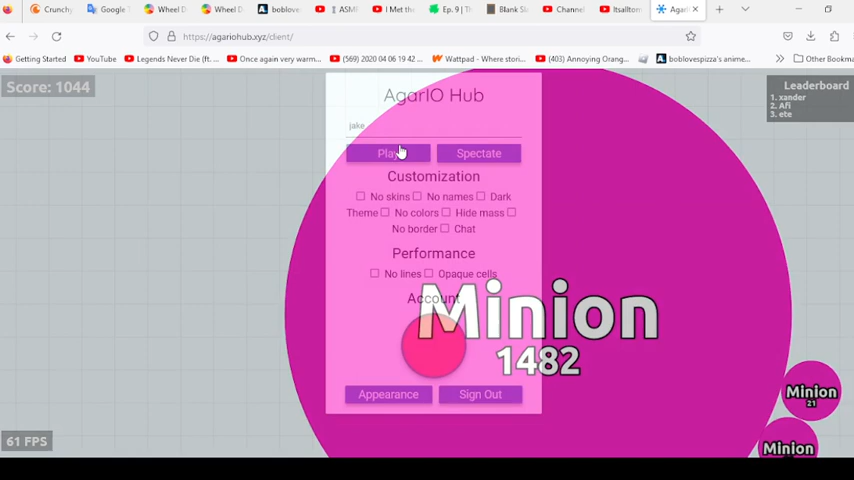 Crunchy Google T Wheel D Wheel D boblove ASMR I Met the Ep. 9 | Th Blank Sl Channel Itsallton Agari
https://agariohub.xyz/client/
Getting Started YouTube Legends Never Die (ft. ... Once again very warm... (569) 2020 04 06 19 42 ... Wattpad - Where stori... (403) Annoying Orang... boblovespizza's anime... Other Bookma
Score: 1044
Leaderboard
1. xander
2. Afi
3. ete
AgarIO Hub
jake
Play Spectate
Customization
No skins No names Dark
Theme No colors Hide mass
No border Chat
Performance
No lines Opaque cells
Account
Minion
1482
Appearance Sign Out
Minion
21
Minion
61 FPS